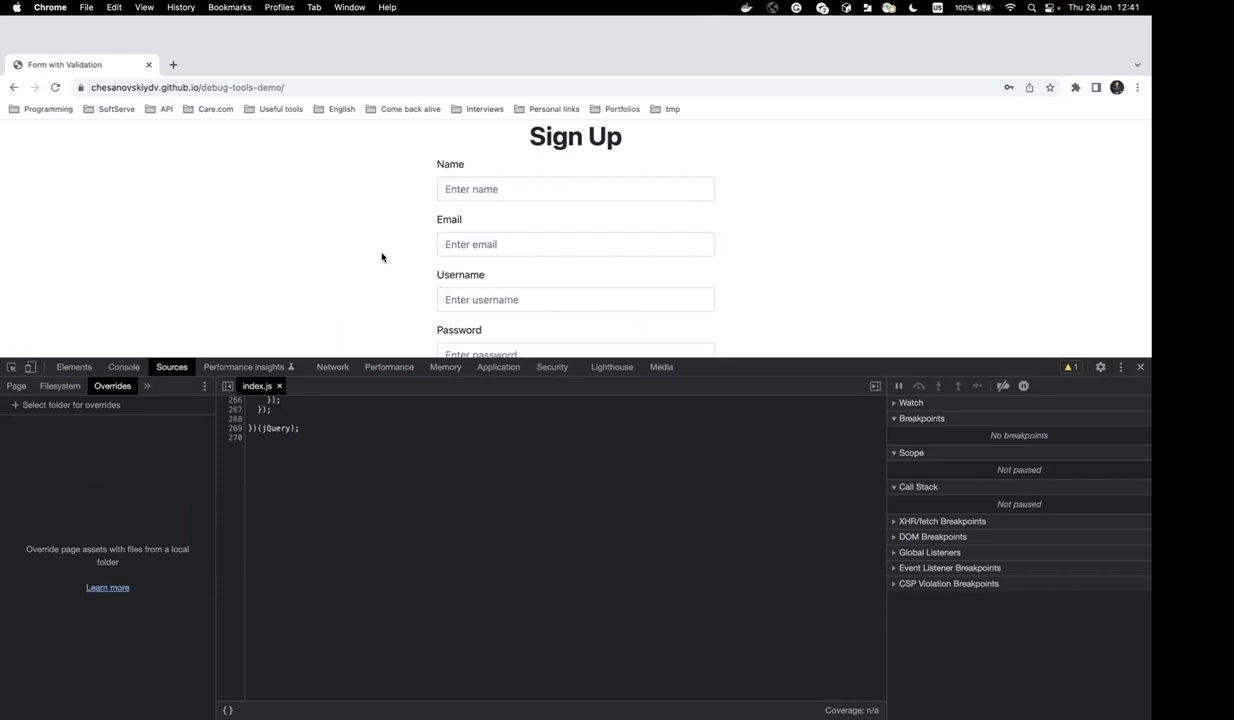 Chrome File Edit View History Bookmarks Profiles Tab Window Help US 100% Thu 26 Jan 12:41
Form with Validation
chesanovskiydv.github.io/debug-tools-demo/
Programming SoftServe API Care.com Useful tools English Come back alive Interviews Personal links Portfolios tmp
Sign Up
Name
Enter name
Email
Enter email
Username
Enter username
Password
Enter password
Elements Console Sources Performance insights Network Performance Memory Application Security Lighthouse Media 1
Page Filesystem Overrides » index.js ×
+ Select folder for overrides
Override page assets with files from a local
folder
Learn more
266 });
267 });
268
269 })(jQuery);
270
{} Coverage: n/a
Watch
Breakpoints
No breakpoints
Scope
Not paused
Call Stack
Not paused
XHR/fetch Breakpoints
DOM Breakpoints
Global Listeners
Event Listener Breakpoints
CSP Violation Breakpoints